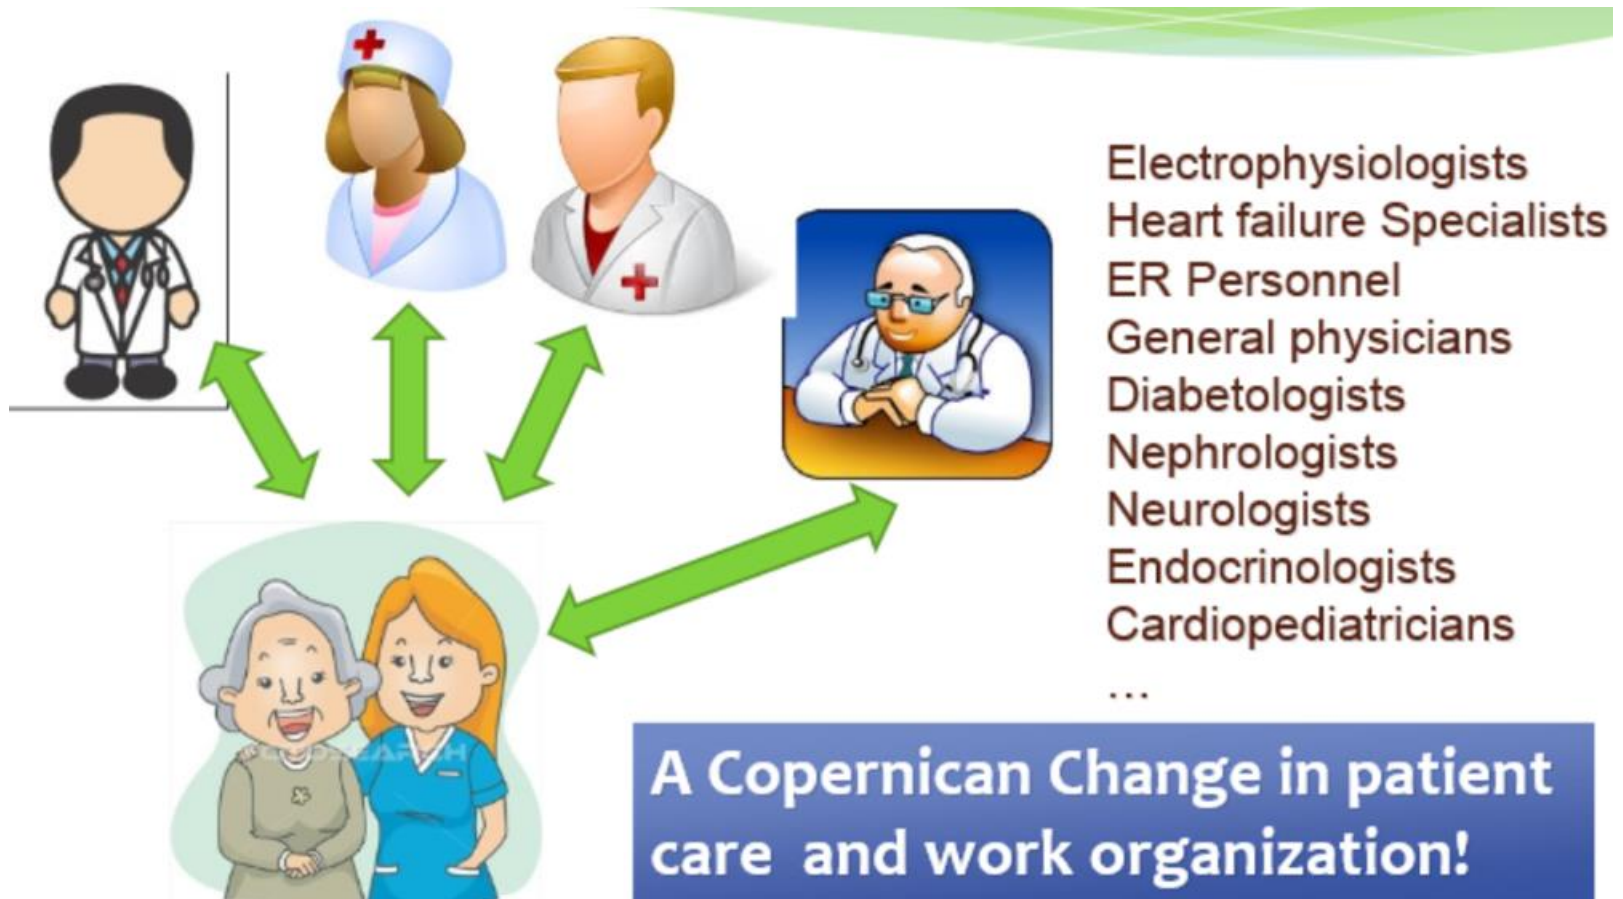 Electrophysiologists
Heart failure Specialists
ER Personnel
General physicians
Diabetologists
Nephrologists
Neurologists
Endocrinologists
Cardiopediatricians
...
A Copernican Change in patient
care and work organization!